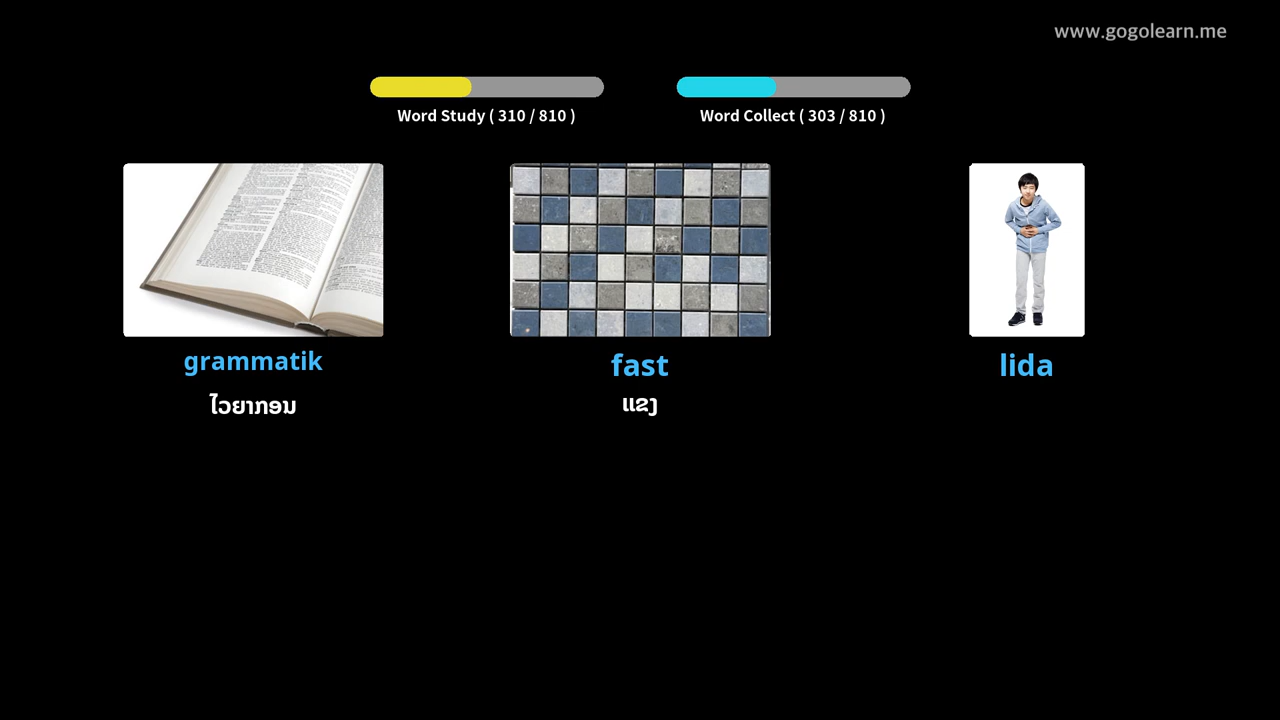 www.gogolearn.me
Word Study ( 310 / 810 )
Word Collect ( 303 / 810 )
grammatik
fast
lida
ໄວຍາກອນ
ແຂງ